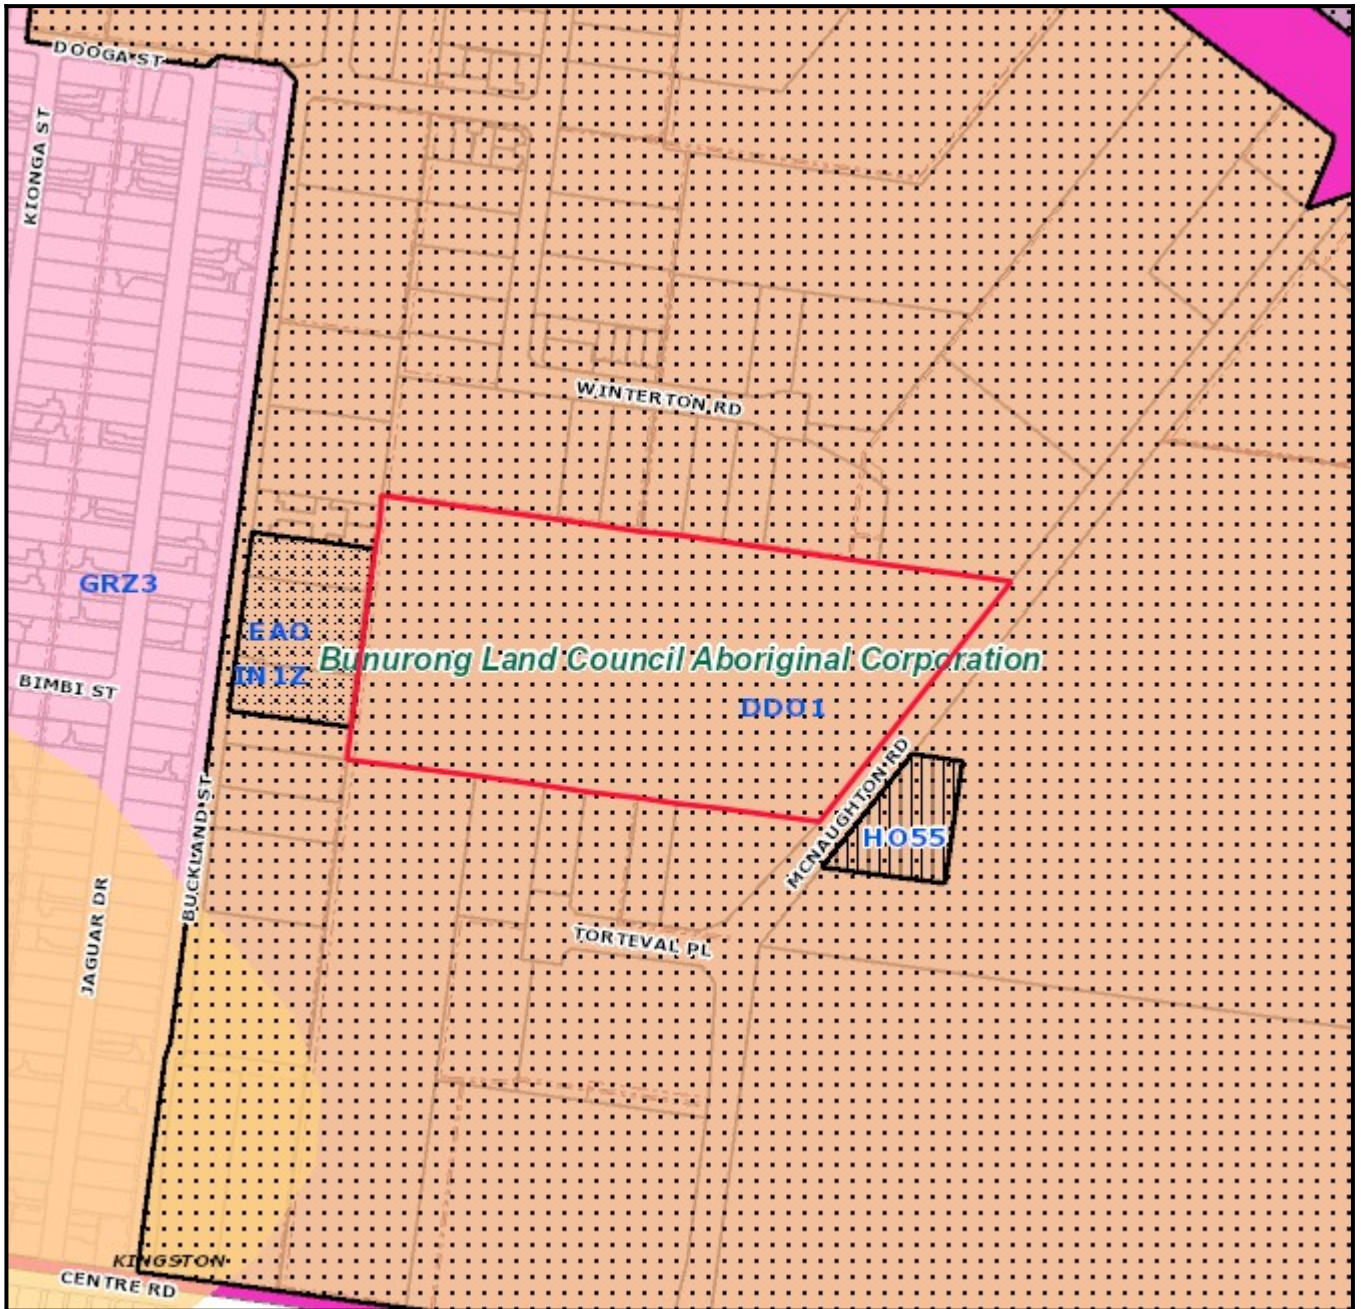 DOOGA ST
KIONGA ST
WINTERTON RD
GRZ3
EAO
IN1Z
Bunurong Land Council Aboriginal Corporation
BIMBI ST
DDO1
MCNAUGHTON RD
HO55
BUCKLAND ST
JAGUAR DR
TORTEVAL PL
KINGSTON
CENTRE RD